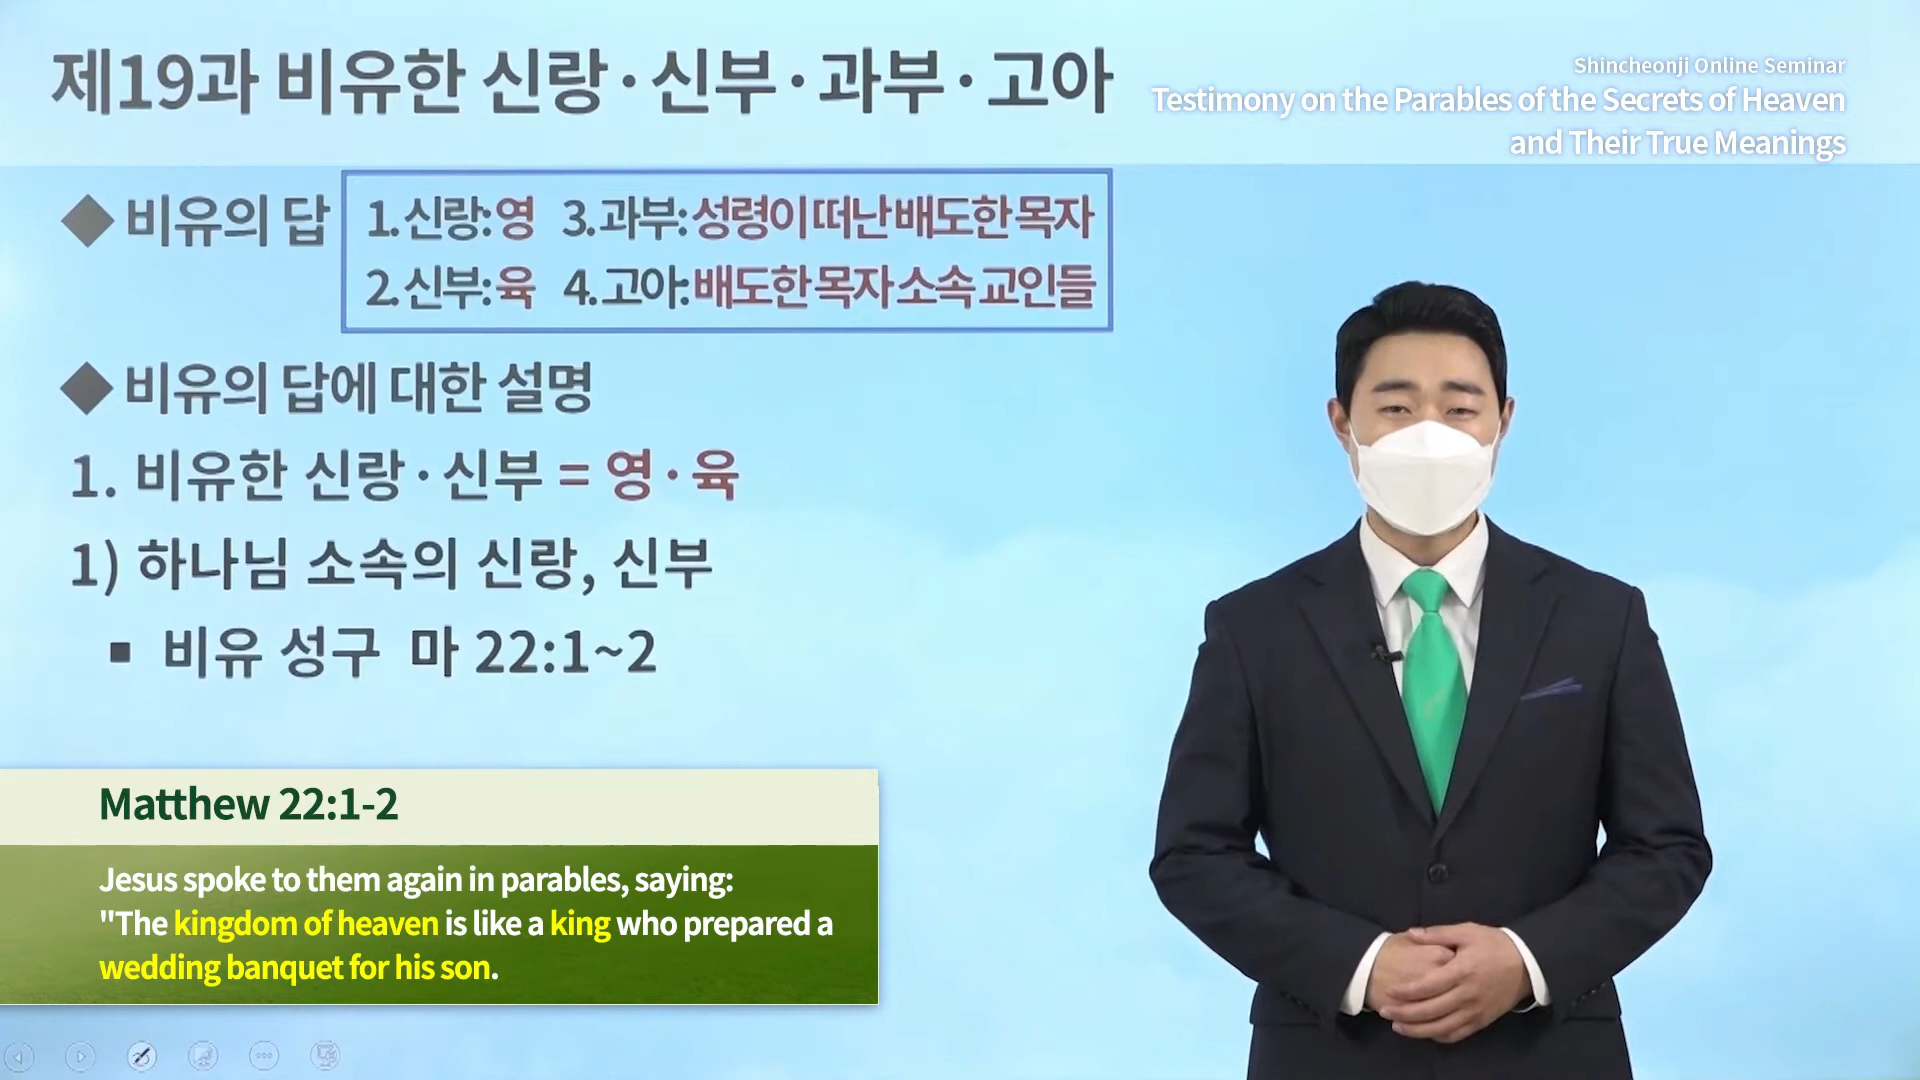 제19과 비유한 신랑·신부·과부·고아
Shincheonji Online Seminar
Testimony on the Parables of the Secrets of Heaven
and Their True Meanings
◆ 비유의 답
1. 신랑: 영 3. 과부: 성령이 떠난 배도한 목자
2. 신부: 육 4. 고아: 배도한 목자 소속 교인들
◆ 비유의 답에 대한 설명
1. 비유한 신랑·신부 = 영·육
1) 하나님 소속의 신랑, 신부
▪ 비유 성구 마 22:1~2
Matthew 22:1-2
Jesus spoke to them again in parables, saying:
"The kingdom of heaven is like a king who prepared a
wedding banquet for his son.